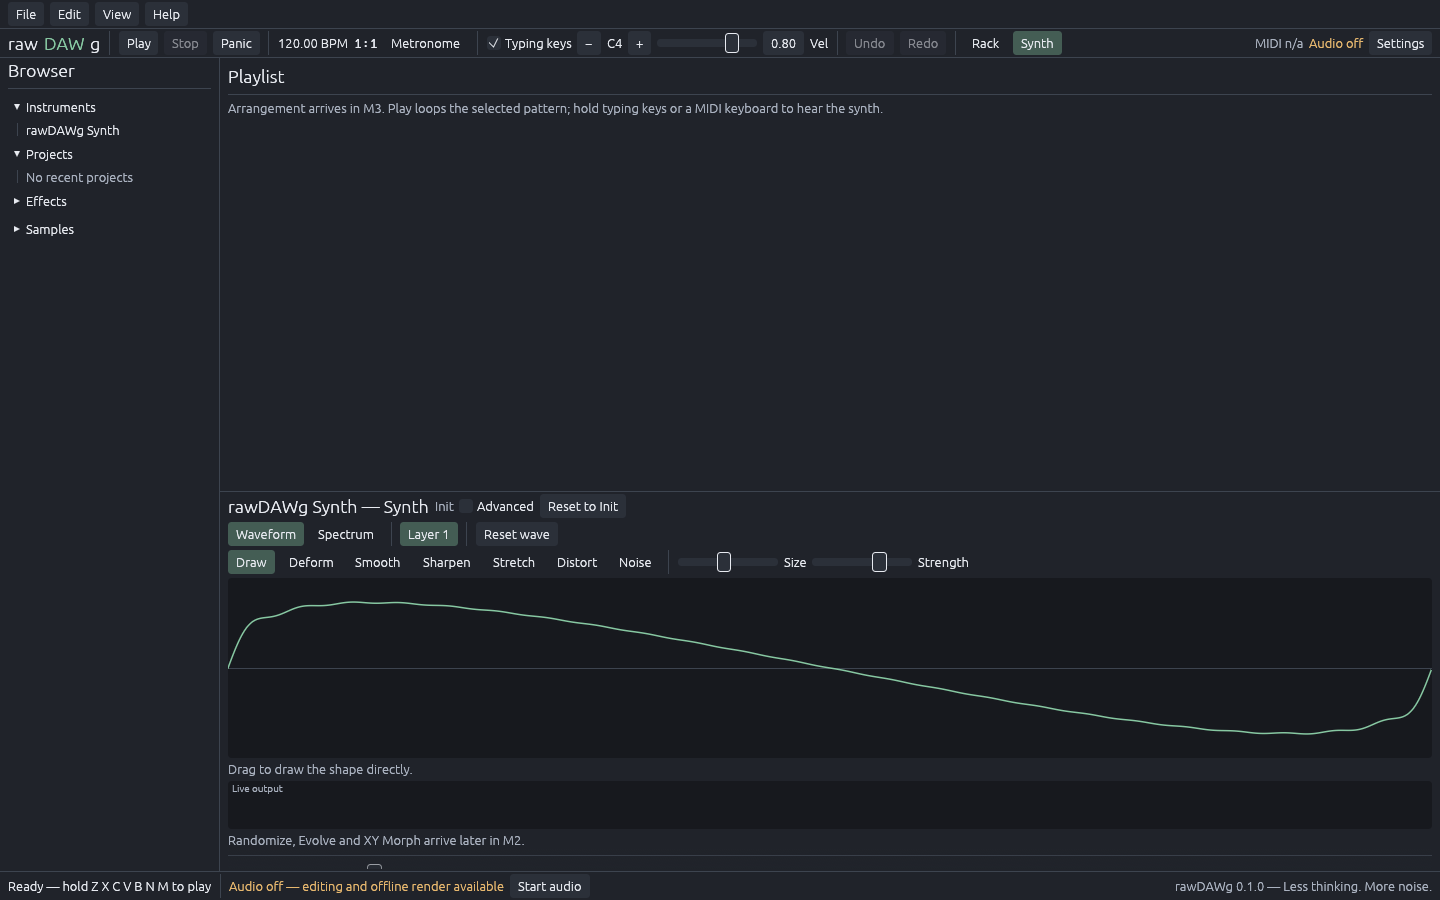 File Edit View Help
raw DAW g Play Stop Panic 120.00 BPM 1:1 Metronome Typing keys − C4 + 0.80 Vel Undo Redo Rack Synth MIDI n/a Audio off Settings
Browser
Instruments
rawDAWg Synth
Projects
No recent projects
Effects
Samples
Playlist
Arrangement arrives in M3. Play loops the selected pattern; hold typing keys or a MIDI keyboard to hear the synth.
rawDAWg Synth — Synth Init Advanced Reset to Init
Waveform Spectrum Layer 1 Reset wave
Draw Deform Smooth Sharpen Stretch Distort Noise Size Strength
Drag to draw the shape directly.
Live output
Randomize, Evolve and XY Morph arrive later in M2.
Ready — hold Z X C V B N M to play Audio off — editing and offline render available Start audio rawDAWg 0.1.0 — Less thinking. More noise.